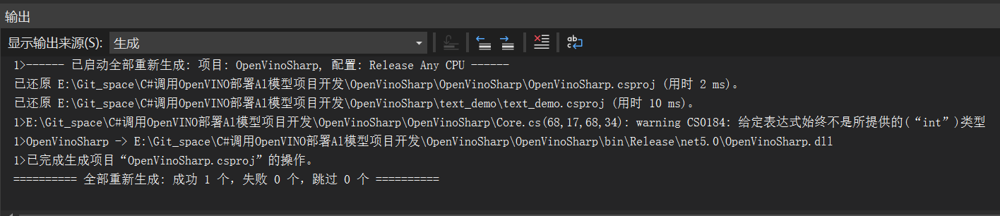 输出
显示输出来源(S): 生成
1>------ 已启动全部重新生成: 项目: OpenVinoSharp, 配置: Release Any CPU ------
已还原 E:\Git_space\C#调用OpenVINO部署Al模型项目开发\OpenVinoSharp\OpenVinoSharp\OpenVinoSharp.csproj (用时 2 ms)。
已还原 E:\Git_space\C#调用OpenVINO部署Al模型项目开发\OpenVinoSharp\text_demo\text_demo.csproj (用时 10 ms)。
1>E:\Git_space\C#调用OpenVINO部署Al模型项目开发\OpenVinoSharp\OpenVinoSharp\Core.cs(68,17,68,34): warning CS0184: 给定表达式始终不是所提供的(“int”)类型
1>OpenVinoSharp -> E:\Git_space\C#调用OpenVINO部署Al模型项目开发\OpenVinoSharp\OpenVinoSharp\bin\Release\net5.0\OpenVinoSharp.dll
1>已完成生成项目“OpenVinoSharp.csproj”的操作。
========== 全部重新生成: 成功 1 个，失败 0 个，跳过 0 个 ==========